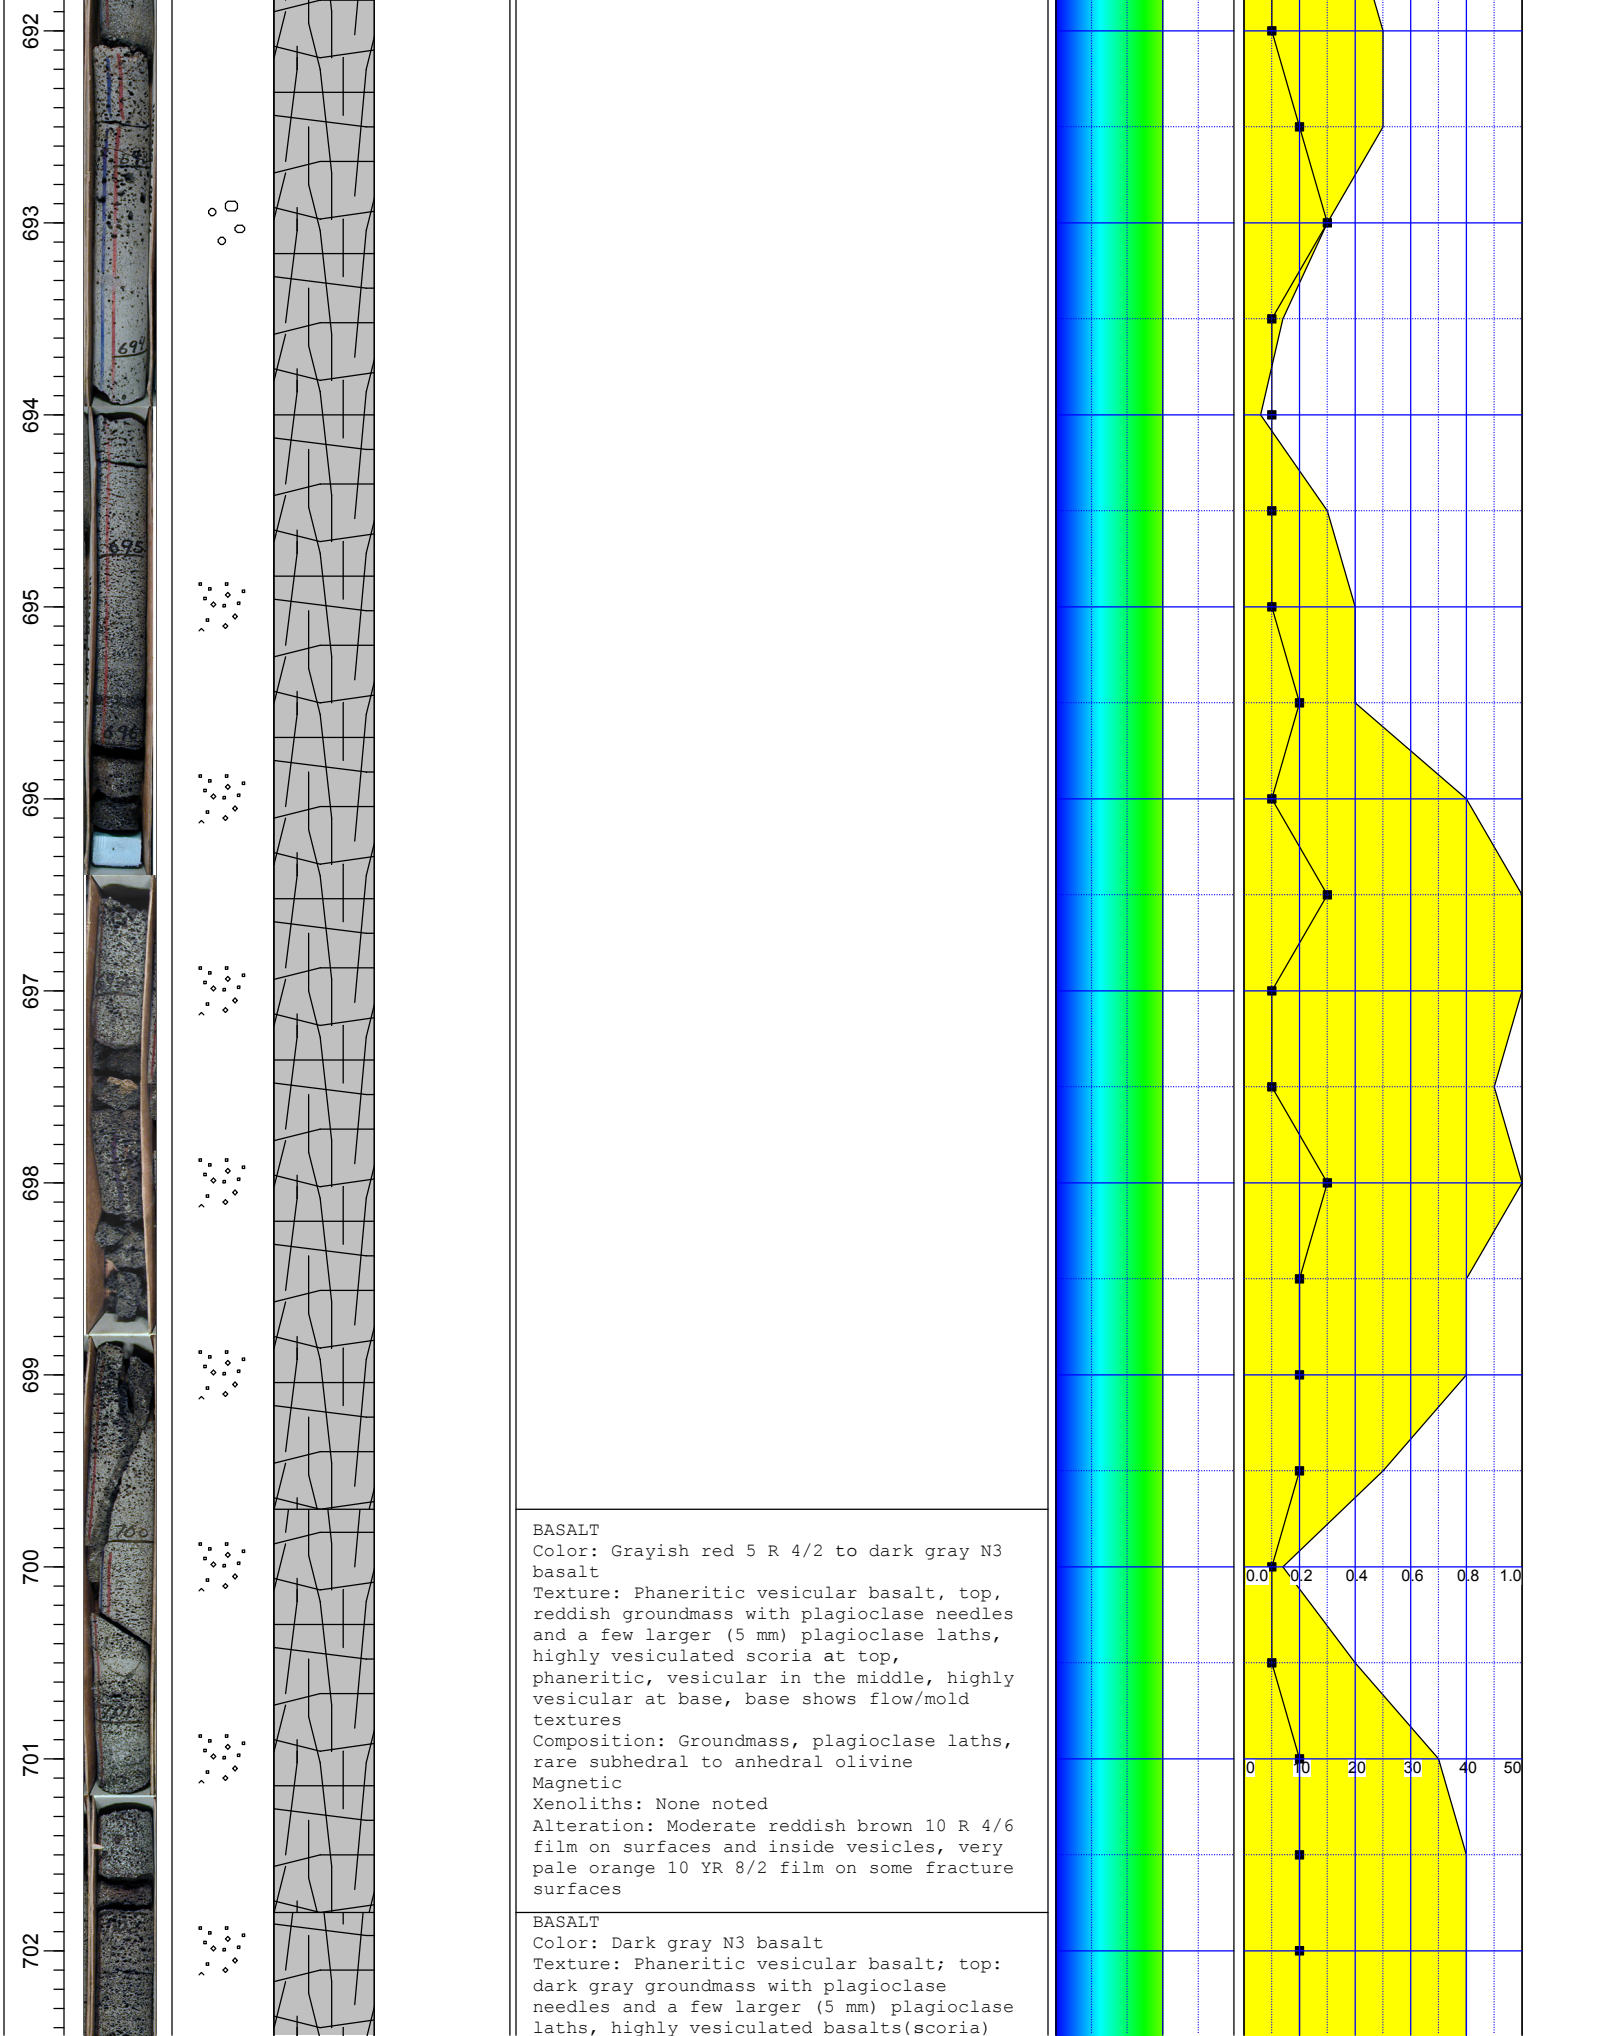 692
693
694
695
696
697
698
699
700
701
702
694
695
696
700
BASALT
Color: Grayish red 5 R 4/2 to dark gray N3
basalt
Texture: Phaneritic vesicular basalt, top,
reddish groundmass with plagioclase needles
and a few larger (5 mm) plagioclase laths,
highly vesiculated scoria at top,
phaneritic, vesicular in the middle, highly
vesicular at base, base shows flow/mold
textures
Composition: Groundmass, plagioclase laths,
rare subhedral to anhedral olivine
Magnetic
Xenoliths: None noted
Alteration: Moderate reddish brown 10 R 4/6
film on surfaces and inside vesicles, very
pale orange 10 YR 8/2 film on some fracture
surfaces
BASALT
Color: Dark gray N3 basalt
Texture: Phaneritic vesicular basalt; top:
dark gray groundmass with plagioclase
needles and a few larger (5 mm) plagioclase
laths, highly vesiculated basalts(scoria)
0.0 0.2 0.4 0.6 0.8 1.0
0 10 20 30 40 50